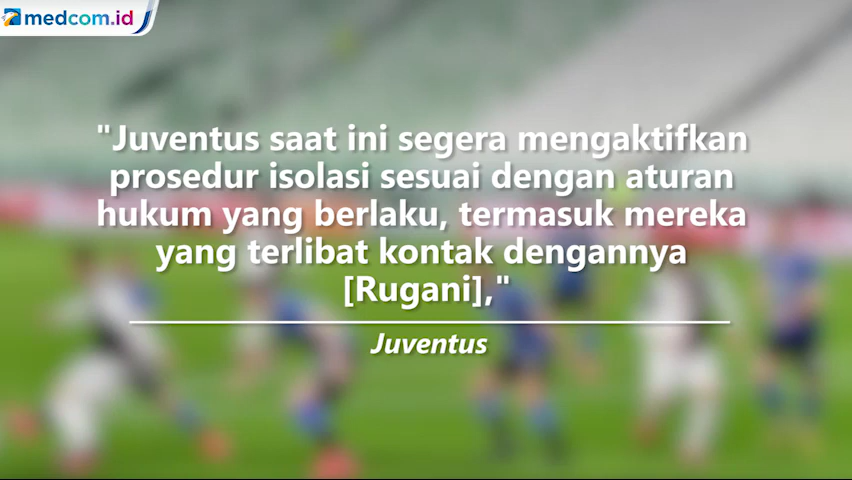 medcom.id
"Juventus saat ini segera mengaktifkan
prosedur isolasi sesuai dengan aturan
hukum yang berlaku, termasuk mereka
yang terlibat kontak dengannya
[Rugani],"
Juventus